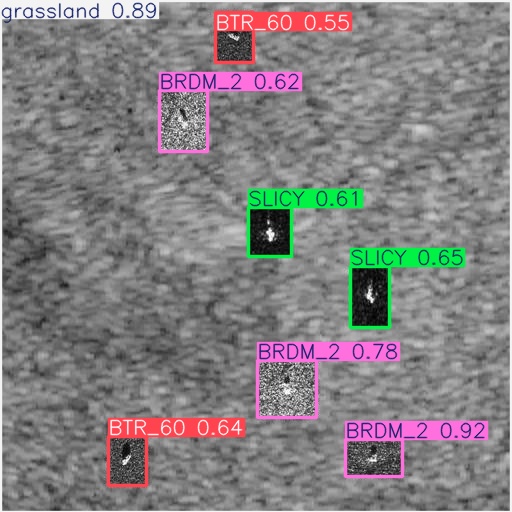 grassland 0.89
BTR_60 0.55
BRDM_2 0.62
SLICY 0.61
SLICY 0.65
BRDM_2 0.78
BTR_60 0.64
BRDM_2 0.92